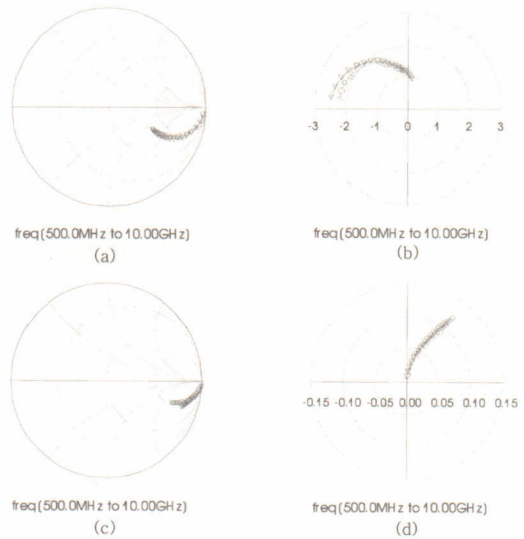 -3 -2 -1 0 1 2 3
freq(500.0MHz to 10.00GHz)
(a)
freq(500.0MHz to 10.00GHz)
(b)
-0.15 -0.10 -0.05 0.00 0.05 0.10 0.15
freq(500.0MHz to 10.00GHz)
(c)
freq(500.0MHz to 10.00GHz)
(d)